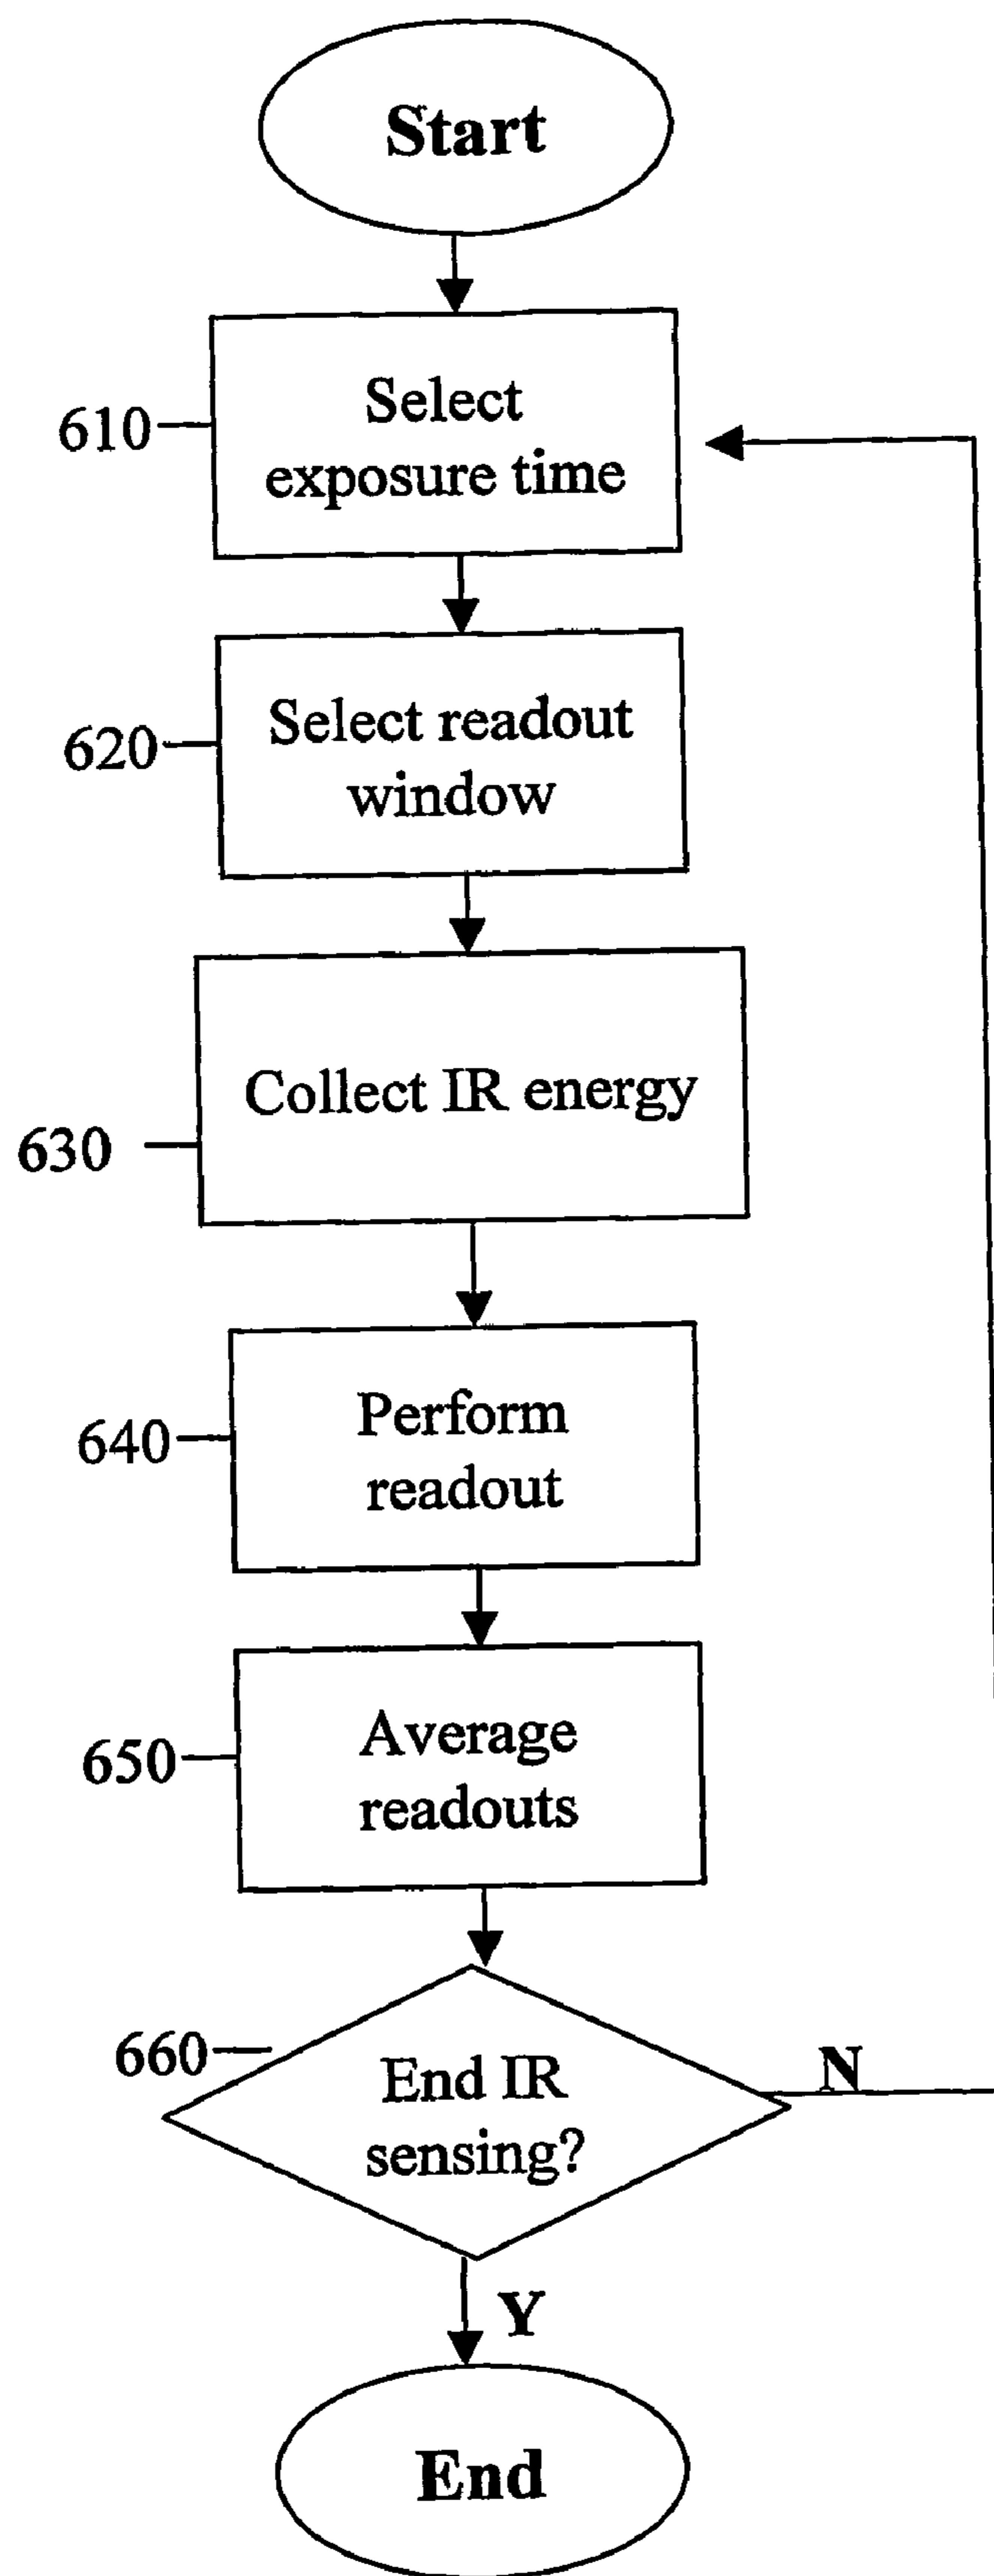 Start
610
Select
exposure time
620
Select readout
window
630
Collect IR energy
640
Perform
readout
650
Average
readouts
660
End IR
sensing?
N
Y
End